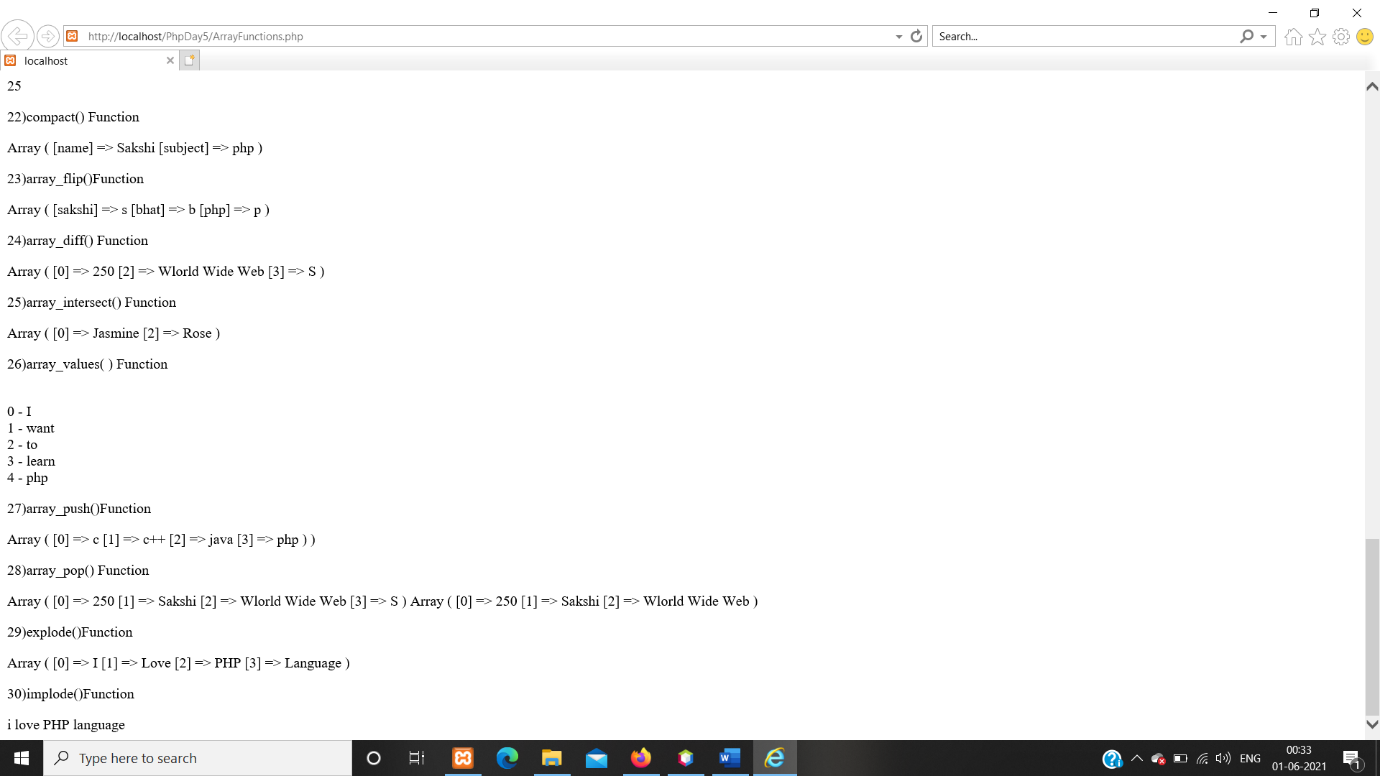 http://localhost/PhpDay5/ArrayFunctions.php
Search...
localhost
25
22)compact() Function
Array ( [name] => Sakshi [subject] => php )
23)array_flip()Function
Array ( [sakshi] => s [bhat] => b [php] => p )
24)array_diff() Function
Array ( [0] => 250 [2] => Wlorld Wide Web [3] => S )
25)array_intersect() Function
Array ( [0] => Jasmine [2] => Rose )
26)array_values( ) Function
0 - I
1 - want
2 - to
3 - learn
4 - php
27)array_push()Function
Array ( [0] => c [1] => c++ [2] => java [3] => php ) )
28)array_pop() Function
Array ( [0] => 250 [1] => Sakshi [2] => Wlorld Wide Web [3] => S ) Array ( [0] => 250 [1] => Sakshi [2] => Wlorld Wide Web )
29)explode()Function
Array ( [0] => I [1] => Love [2] => PHP [3] => Language )
30)implode()Function
i love PHP language
Type here to search
ENG
00:33
01-06-2021
1